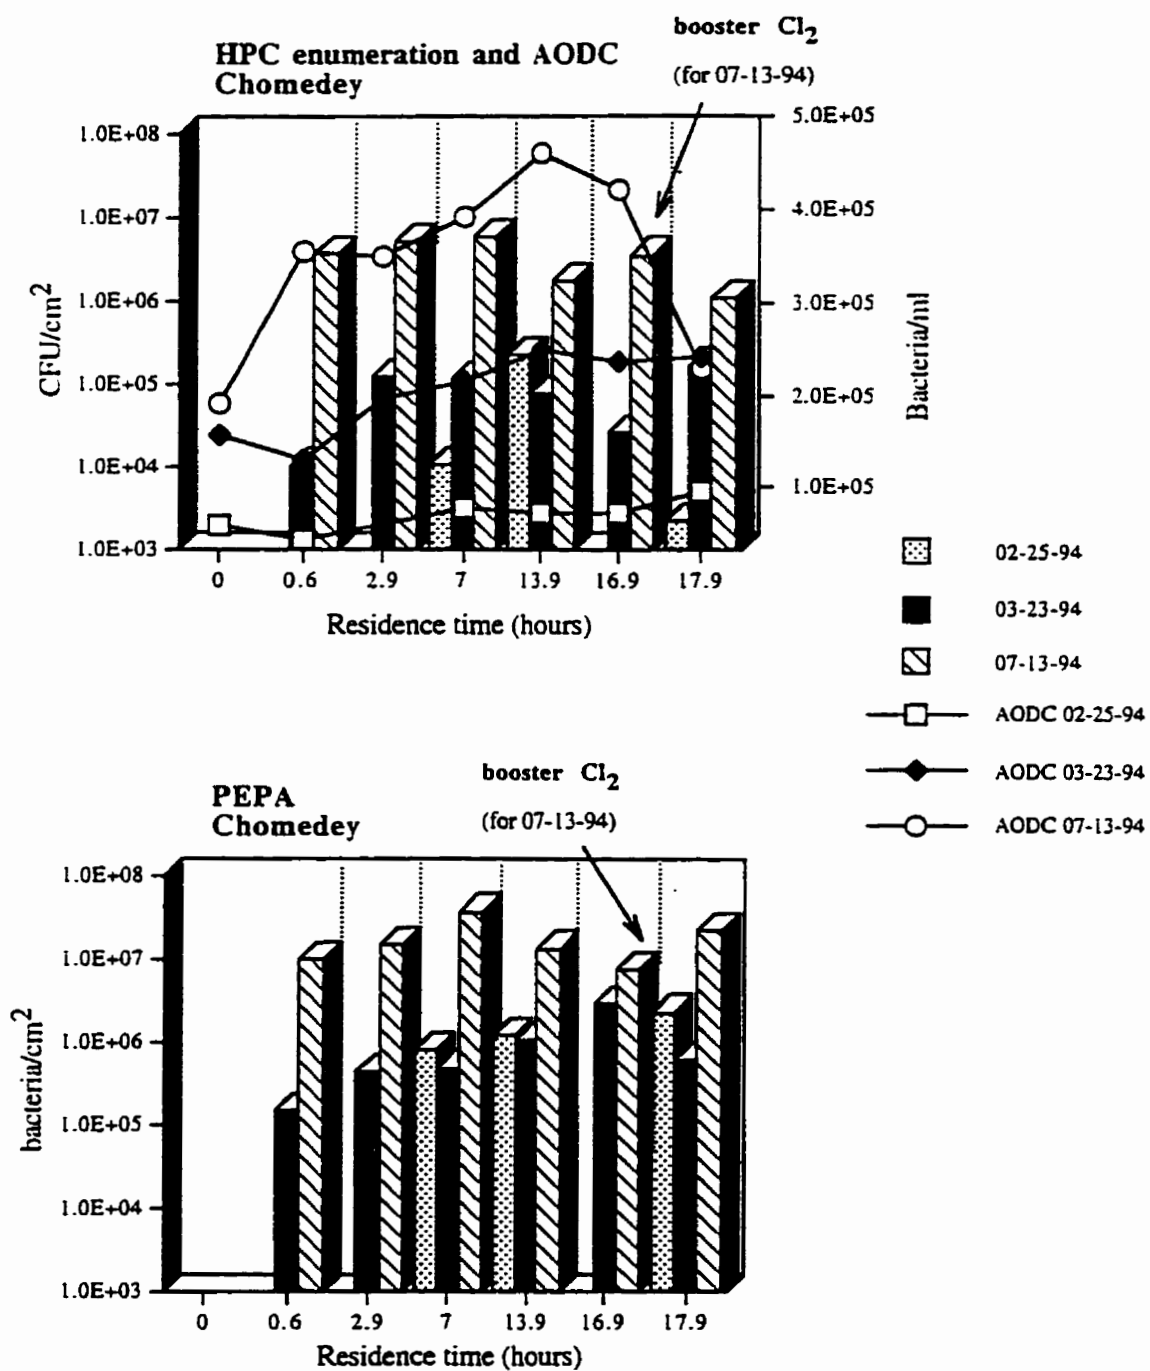 booster Cl2
(for 07-13-94)
HPC enumeration and AODC
Chomedey
1.0E+08
1.0E+07
1.0E+06
1.0E+05
1.0E+04
1.0E+03
CFU/cm2
5.0E+05
4.0E+05
3.0E+05
2.0E+05
1.0E+05
Bacteria/ml
0 0.6 2.9 7 13.9 16.9 17.9
Residence time (hours)
02-25-94
03-23-94
07-13-94
AODC 02-25-94
AODC 03-23-94
AODC 07-13-94
booster Cl2
(for 07-13-94)
PEPA
Chomedey
1.0E+08
1.0E+07
1.0E+06
1.0E+05
1.0E+04
1.0E+03
bacteria/cm2
0 0.6 2.9 7 13.9 16.9 17.9
Residence time (hours)